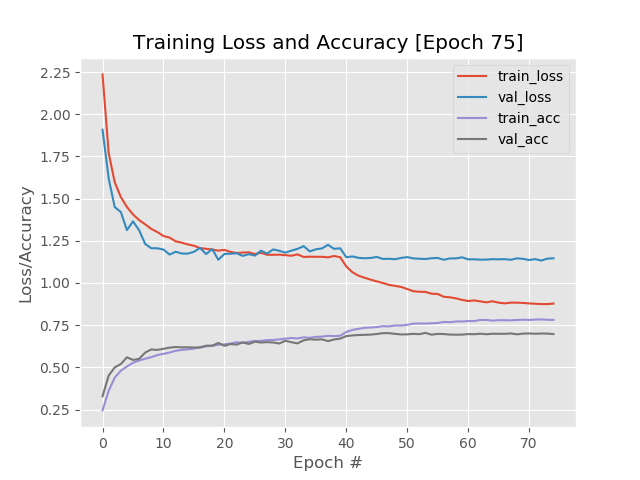 Training Loss and Accuracy [Epoch 75]
train_loss
val_loss
train_acc
val_acc
2.25
2.00
1.75
1.50
1.25
1.00
0.75
0.50
0.25
Loss/Accuracy
0 10 20 30 40 50 60 70
Epoch #